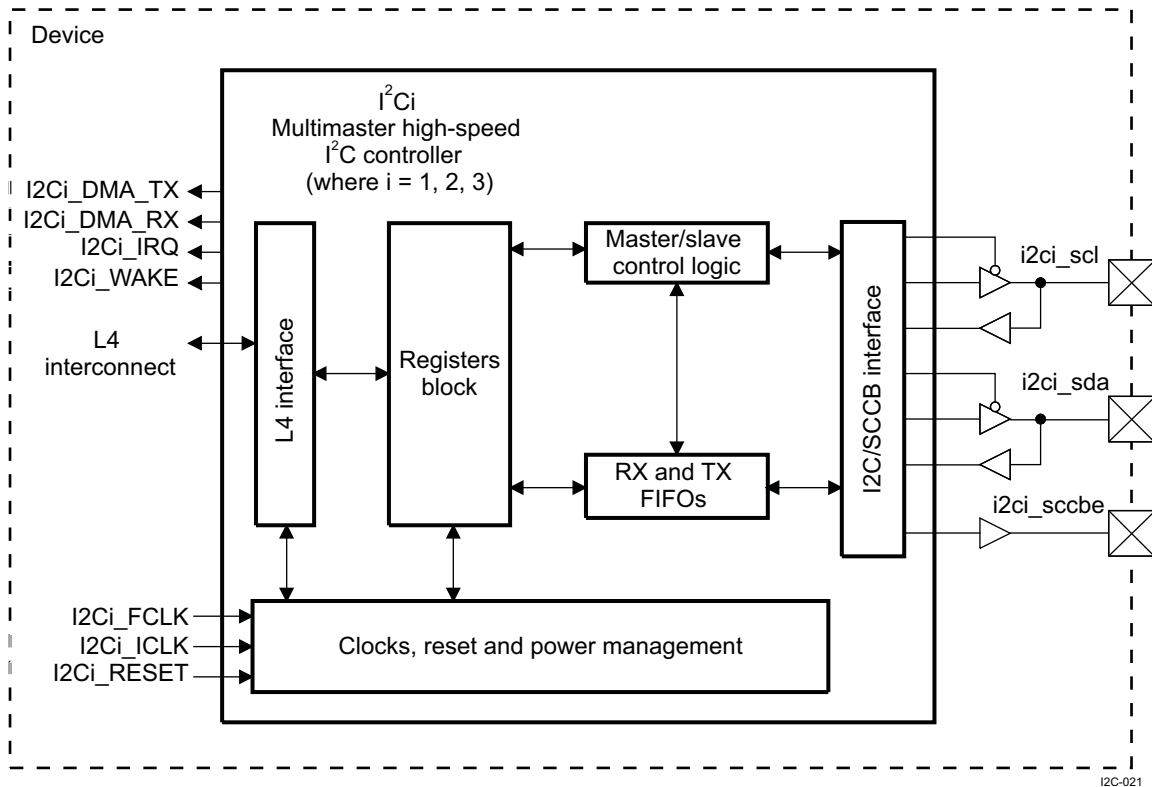 Device
I²Ci
Multimaster high-speed
I²C controller
(where i = 1, 2, 3)
I2Ci_DMA_TX
I2Ci_DMA_RX
I2Ci_IRQ
I2Ci_WAKE
L4
interconnect
L4 interface
Registers
block
Master/slave
control logic
RX and TX
FIFOs
I2C/SCCB interface
i2ci_scl
i2ci_sda
i2ci_sccbe
I2Ci_FCLK
I2Ci_ICLK
I2Ci_RESET
Clocks, reset and power management
I2C-021